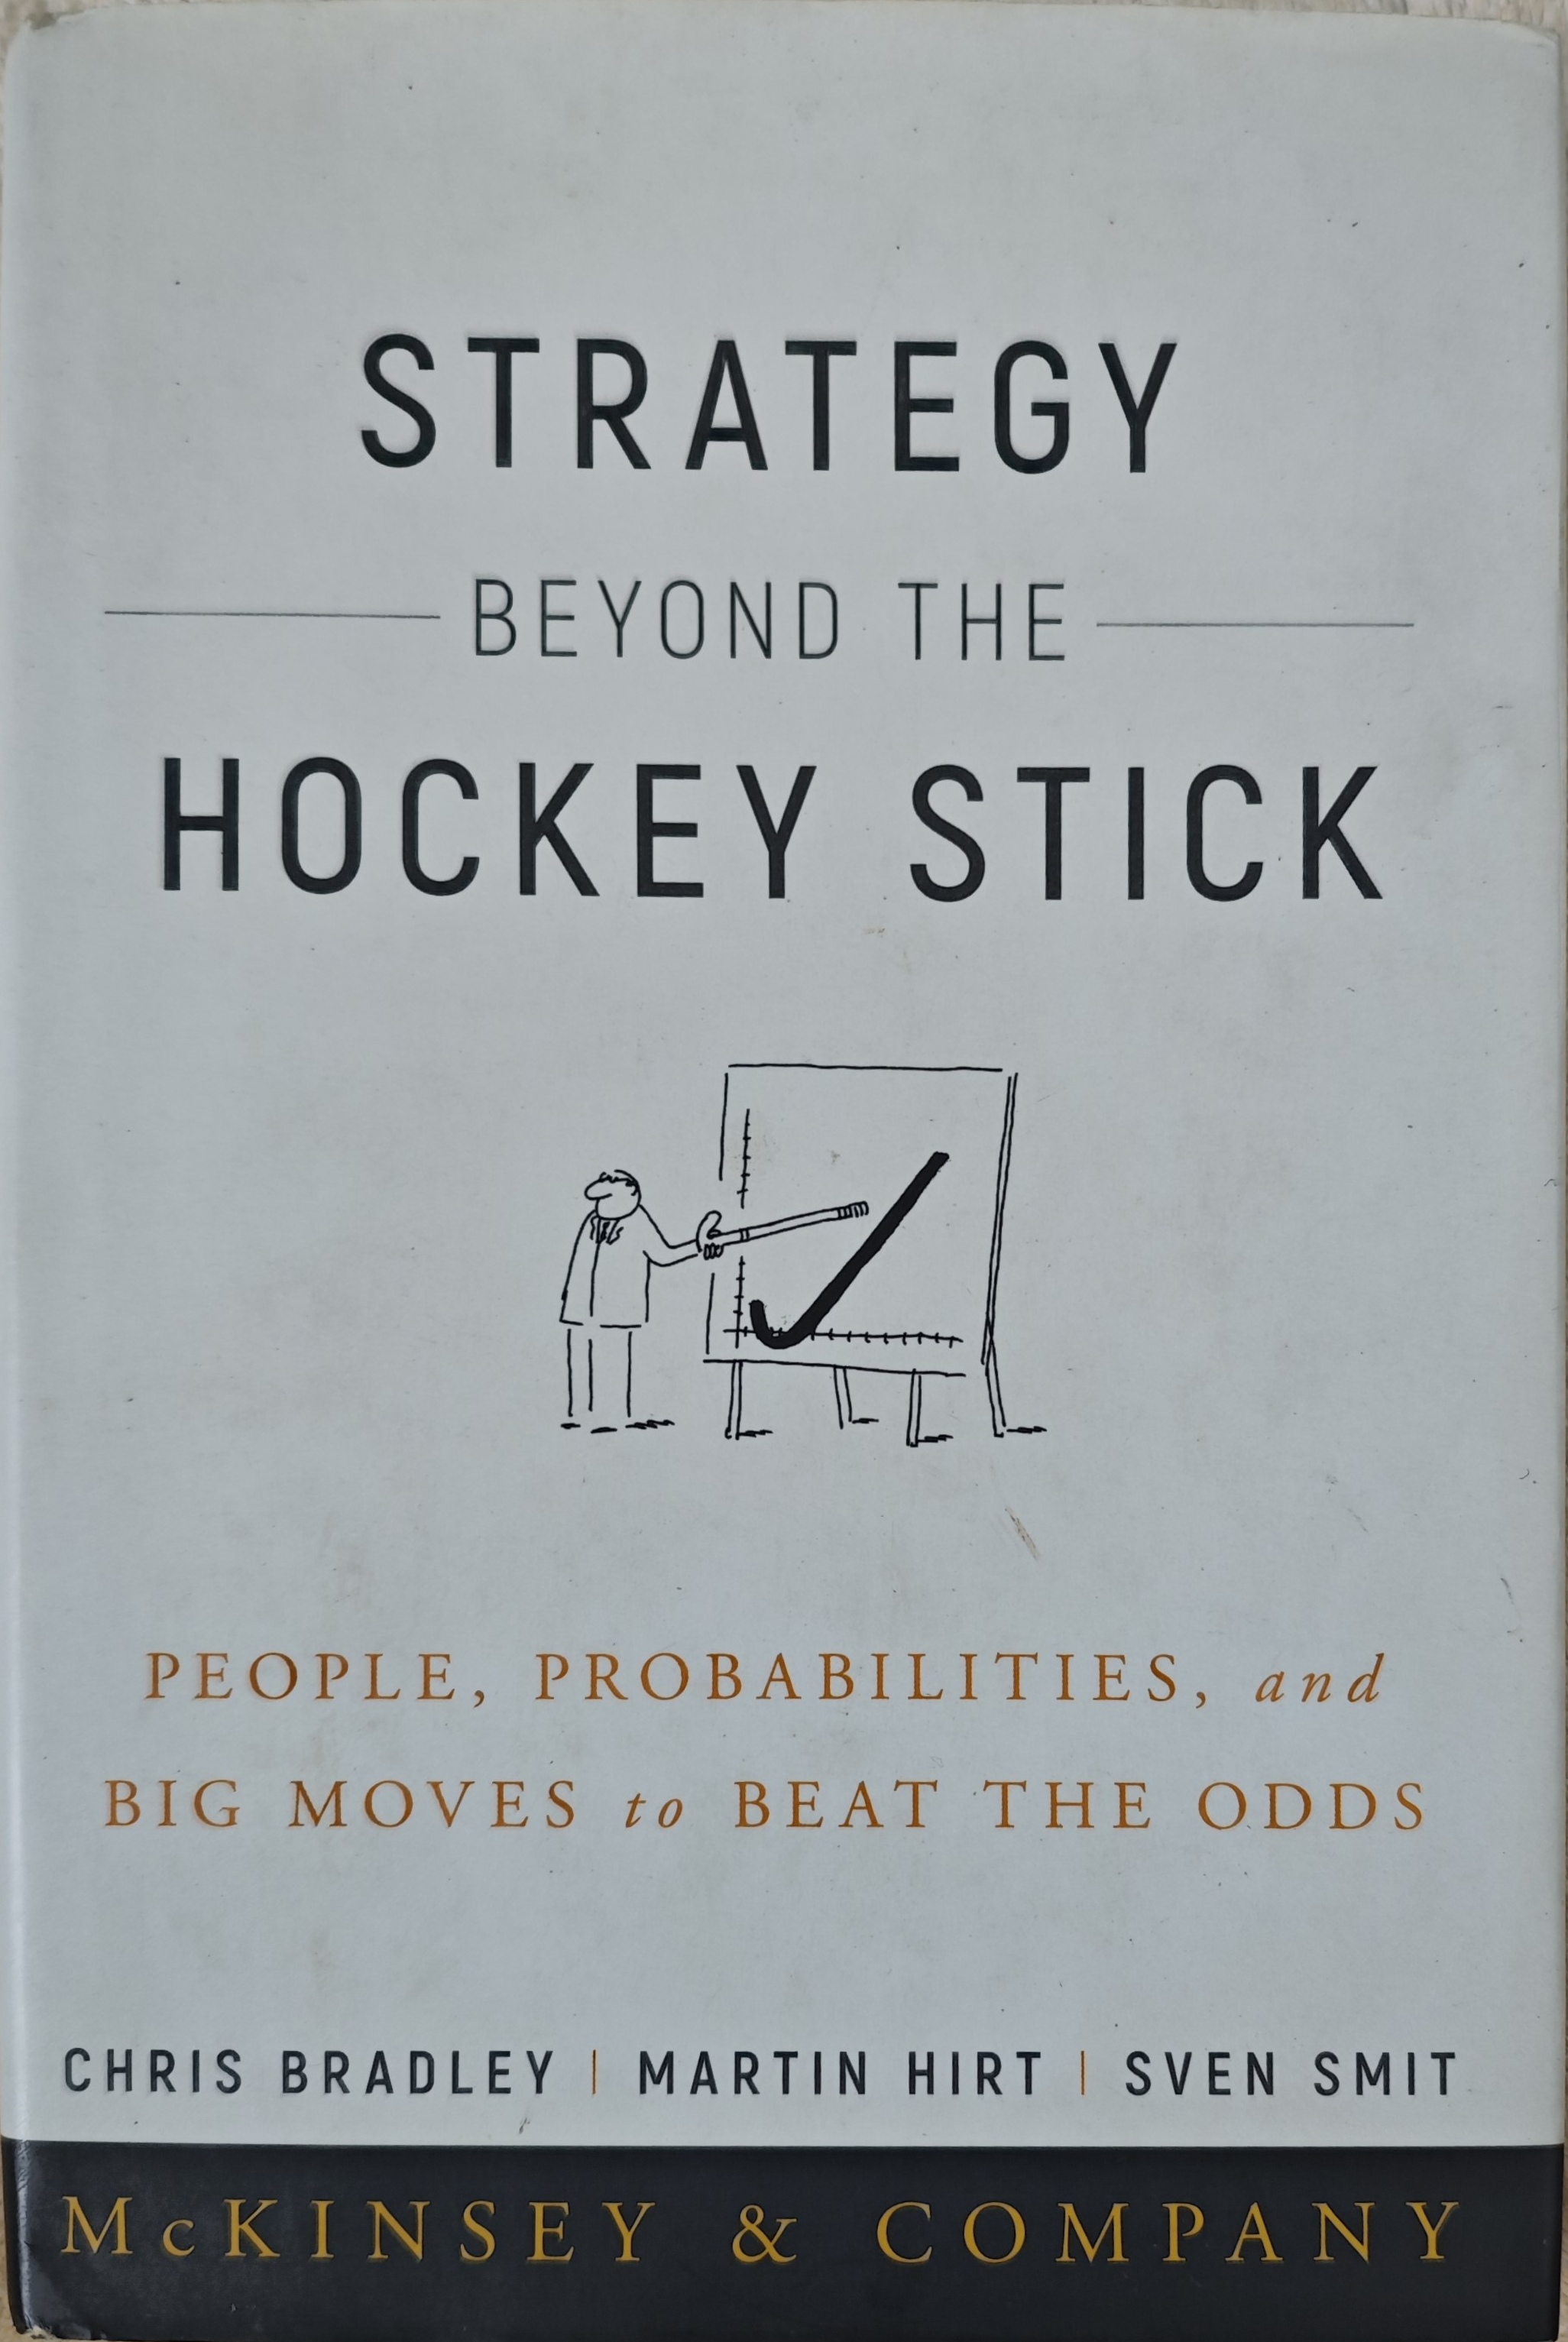 STRATEGY
BEYOND THE
HOCKEY STICK
PEOPLE, PROBABILITIES, and
BIG MOVES to BEAT THE ODDS
CHRIS BRADLEY | MARTIN HIRT | SVEN SMIT
McKINSEY & COMPANY